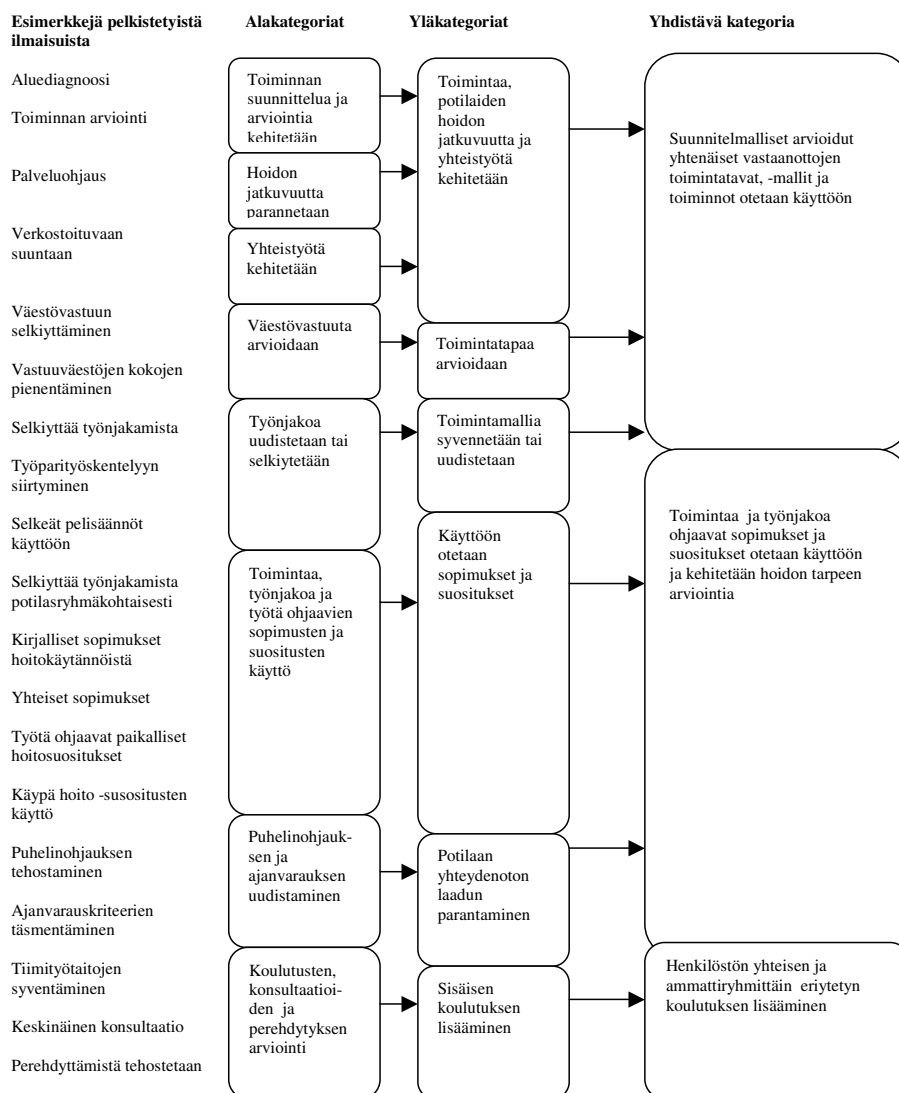 Esimerkkejä pelkistetyistä
ilmaisuista
Alakategoriat
Yläkategoriat
Yhdistävä kategoria
Aluediagnoosi
Toiminnan arviointi
Palveluohjaus
Verkostoituvaan
suuntaan
Väestövastuun
selkiyttäminen
Vastuuväestöjen kokojen
pienentäminen
Selkiyttää työnjakamista
Työparityöskentelyyn
siirtyminen
Selkeät pelisäännöt
käyttöön
Selkiyttää työnjakamista
potilasryhmäkohtaisesti
Kirjalliset sopimukset
hoitokäytännöistä
Yhteiset sopimukset
Työtä ohjaavat paikalliset
hoitosuositukset
Käypä hoito -susositusten
käyttö
Puhelinohjauksen
tehostaminen
Ajanvarauskriteerien
täsmentäminen
Tiimityötaitojen
syventäminen
Keskinäinen konsultaatio
Perehdyttämistä tehostetaan
Toiminnan
suunnittelua ja
arviointia
kehitetään
Hoidon
jatkuvuutta
parannetaan
Yhteistyötä
kehitetään
Väestövastuuta
arvioidaan
Työnjakoa
uudistetaan tai
selkiytetään
Toimintaa,
työnjakoa ja
työtä ohjaavien
sopimusten ja
suositusten
käyttö
Puhelinohjauk-
sen ja
ajanvarauksen
uudistaminen
Koulutusten,
konsultaatioi-
den ja
perehdytyksen
arviointi
Toimintaa,
potilaiden
hoidon
jatkuvuutta ja
yhteistyötä
kehitetään
Toimintatapaa
arvioidaan
Toimintamallia
syvennetään tai
uudistetaan
Käyttöön
otetaan
sopimukset ja
suositukset
Potilaan
yhteydenoton
laadun
parantaminen
Sisäisen
koulutuksen
lisääminen
Suunnitelmalliset arvioidut
yhtenäiset vastaanottojen
toimintatavat, -mallit ja
toiminnot otetaan käyttöön
Toimintaa ja työnjakoa
ohjaavat sopimukset ja
suositukset otetaan käyttöön
ja kehitetään hoidon tarpeen
arviointia
Henkilöstön yhteisen ja
ammattiryhmittäin eriytetyn
koulutuksen lisääminen